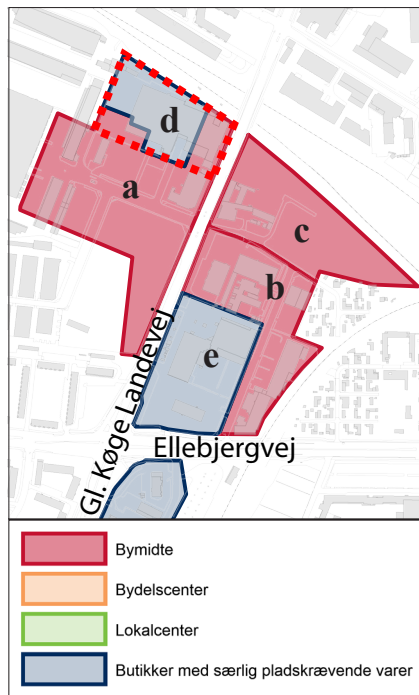 d
a
c
b
e
Gl. Køge Landevej
Ellebjergvej
Bymidte
Bydelscenter
Lokalcenter
Butikker med særlig pladskrævende varer